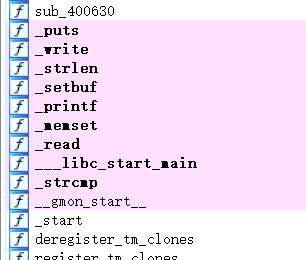 sub_400630
_puts
_write
_strlen
_setbuf
_printf
_memset
_read
___libc_start_main
_strcmp
__gmon_start__
_start
deregister_tm_clones
register_tm_clones